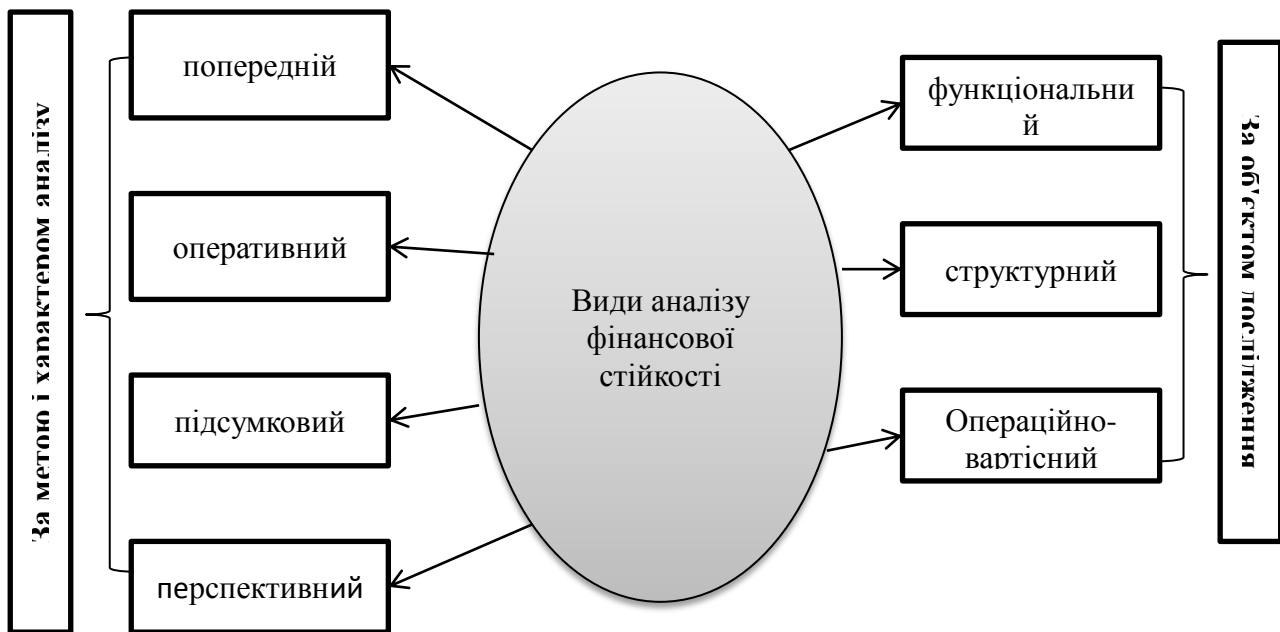 За метою і характером аналізу
попередній
оперативний
підсумковий
перспективний
Види аналізу
фінансової
стійкості
функціональни
й
структурний
Операційно-
вартісний
За об'єктом дослідження